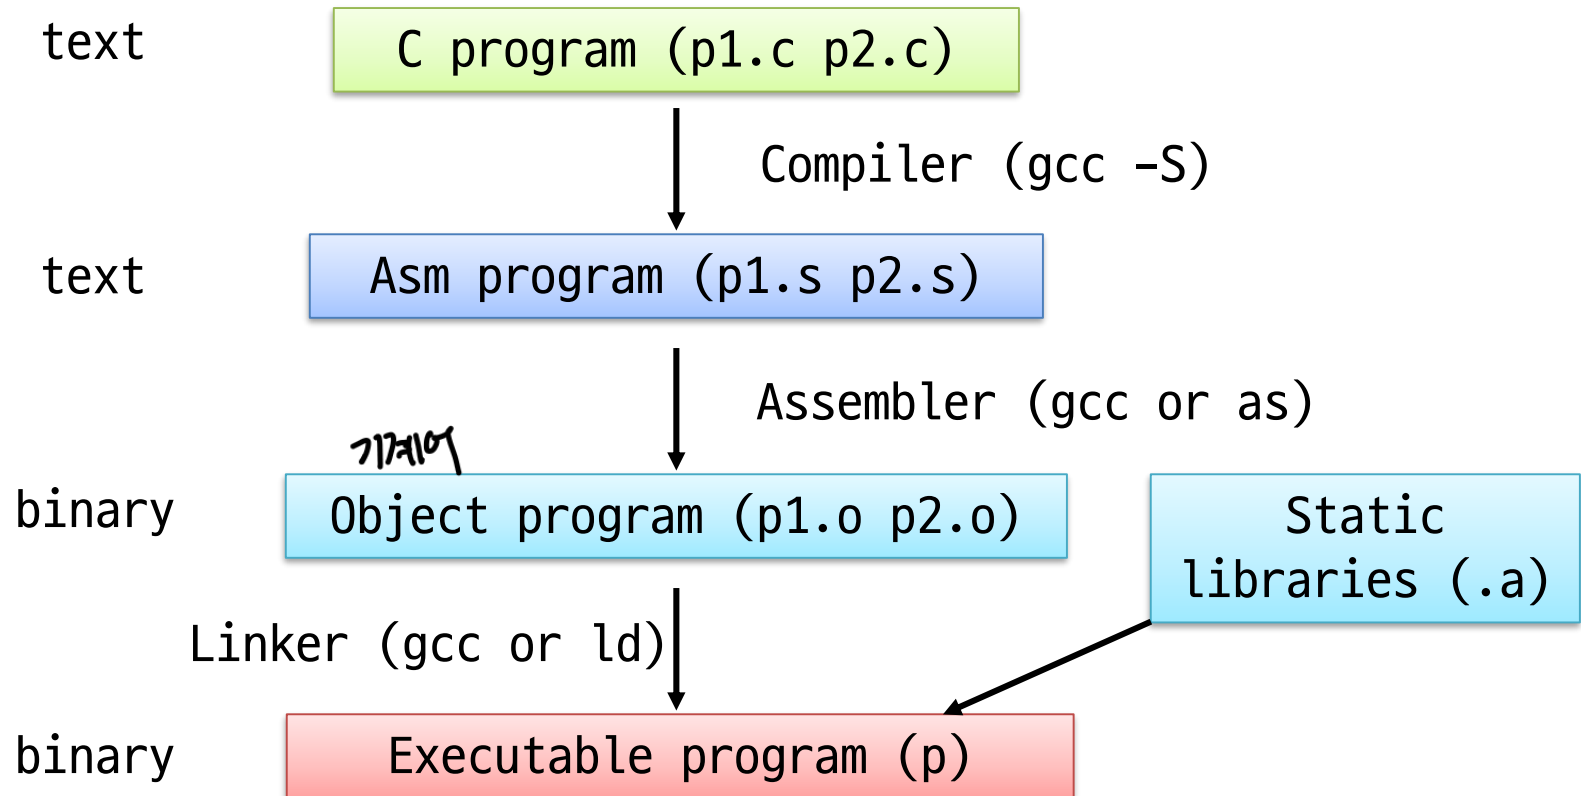 text
C program (p1.c p2.c)
Compiler (gcc –S)
text
Asm program (p1.s p2.s)
Assembler (gcc or as)
기계어
binary
Object program (p1.o p2.o)
Static
libraries (.a)
Linker (gcc or ld)
binary
Executable program (p)